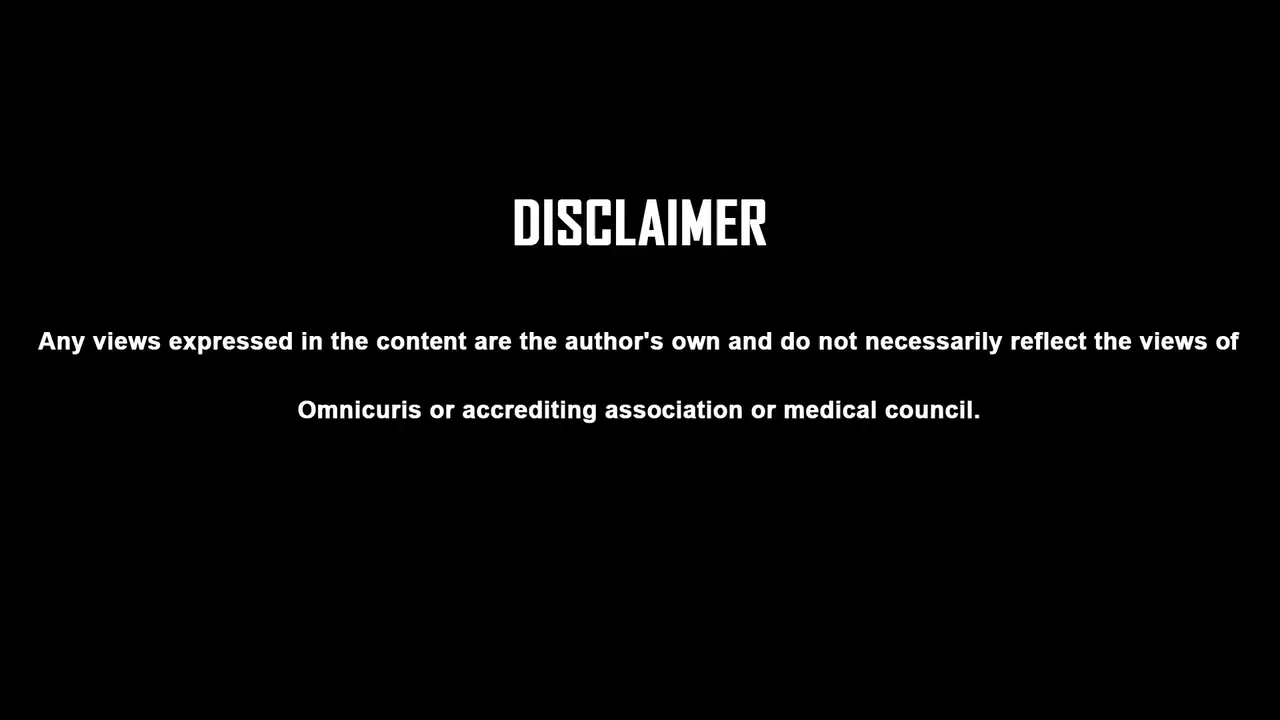 DISCLAIMER
Any views expressed in the content are the author's own and do not necessarily reflect the views of
Omnicuris or accrediting association or medical council.